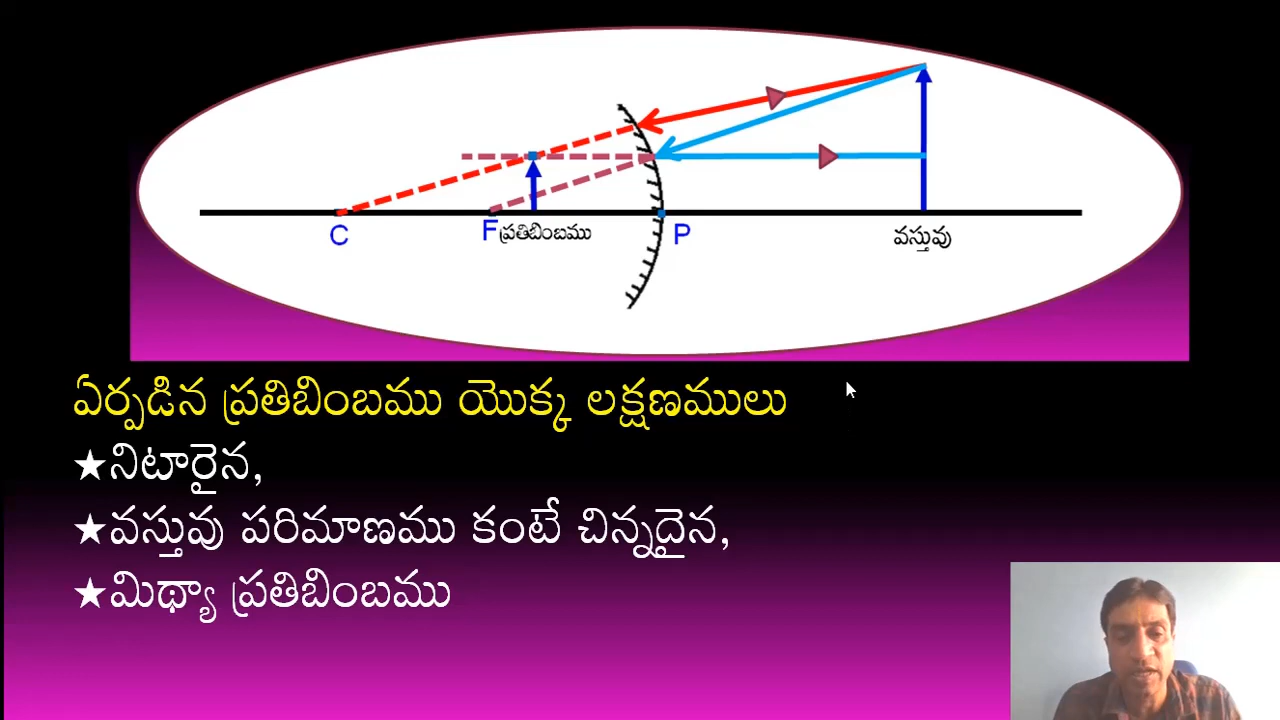 C F ప్రతిబింబము P వస్తువు
ఏర్పడిన ప్రతిబింబము యొక్క లక్షణములు
★నిటారైన,
★వస్తువు పరిమాణము కంటే చిన్నదైన,
★మిథ్యా ప్రతిబింబము